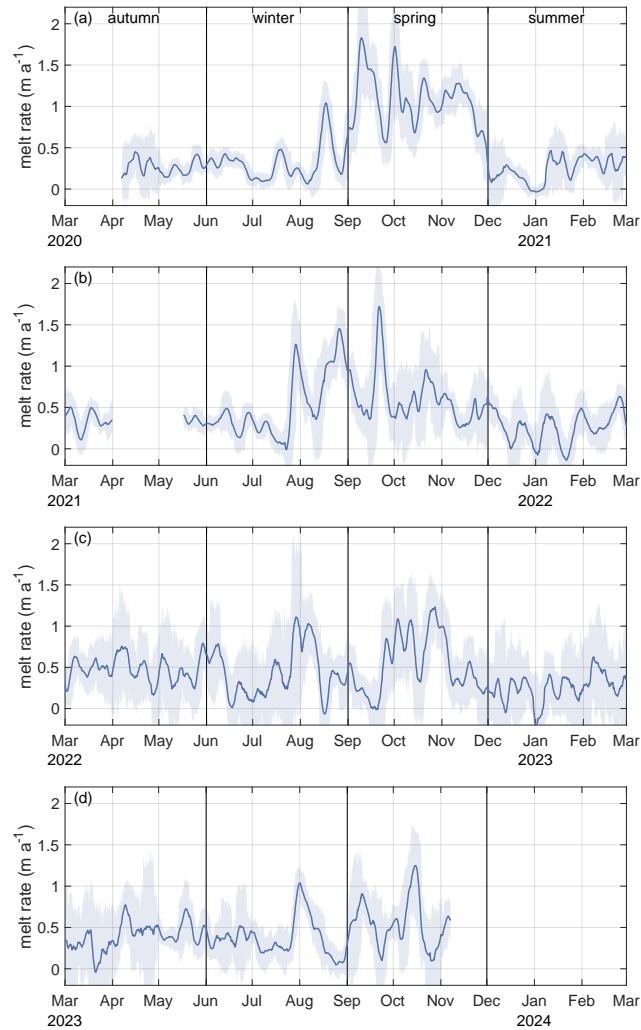 (a) autumn winter spring summer
2
1.5
1
0.5
0
melt rate (m a⁻¹)
Mar Apr May Jun Jul Aug Sep Oct Nov Dec Jan Feb Mar
2020 2021
(b)
2
1.5
1
0.5
0
melt rate (m a⁻¹)
Mar Apr May Jun Jul Aug Sep Oct Nov Dec Jan Feb Mar
2021 2022
(c)
2
1.5
1
0.5
0
melt rate (m a⁻¹)
Mar Apr May Jun Jul Aug Sep Oct Nov Dec Jan Feb Mar
2022 2023
(d)
2
1.5
1
0.5
0
melt rate (m a⁻¹)
Mar Apr May Jun Jul Aug Sep Oct Nov Dec Jan Feb Mar
2023 2024